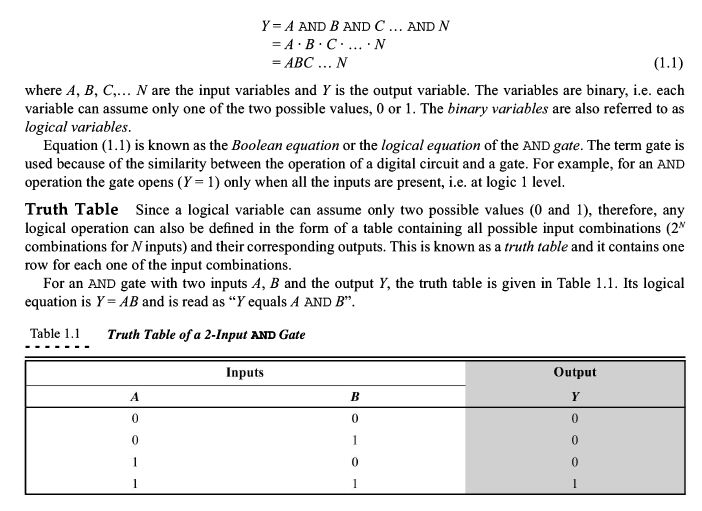 Y = A AND B AND C ... AND N
= A · B · C · ... · N
= ABC ... N (1.1)
where A, B, C,... N are the input variables and Y is the output variable. The variables are binary, i.e. each
variable can assume only one of the two possible values, 0 or 1. The binary variables are also referred to as
logical variables.
Equation (1.1) is known as the Boolean equation or the logical equation of the AND gate. The term gate is
used because of the similarity between the operation of a digital circuit and a gate. For example, for an AND
operation the gate opens (Y = 1) only when all the inputs are present, i.e. at logic 1 level.
Truth Table Since a logical variable can assume only two possible values (0 and 1), therefore, any
logical operation can also be defined in the form of a table containing all possible input combinations (2ᴺ
combinations for N inputs) and their corresponding outputs. This is known as a truth table and it contains one
row for each one of the input combinations.
For an AND gate with two inputs A, B and the output Y, the truth table is given in Table 1.1. Its logical
equation is Y = AB and is read as “Y equals A AND B”.
Table 1.1 Truth Table of a 2-Input AND Gate
Inputs Output
A B Y
0 0 0
0 1 0
1 0 0
1 1 1